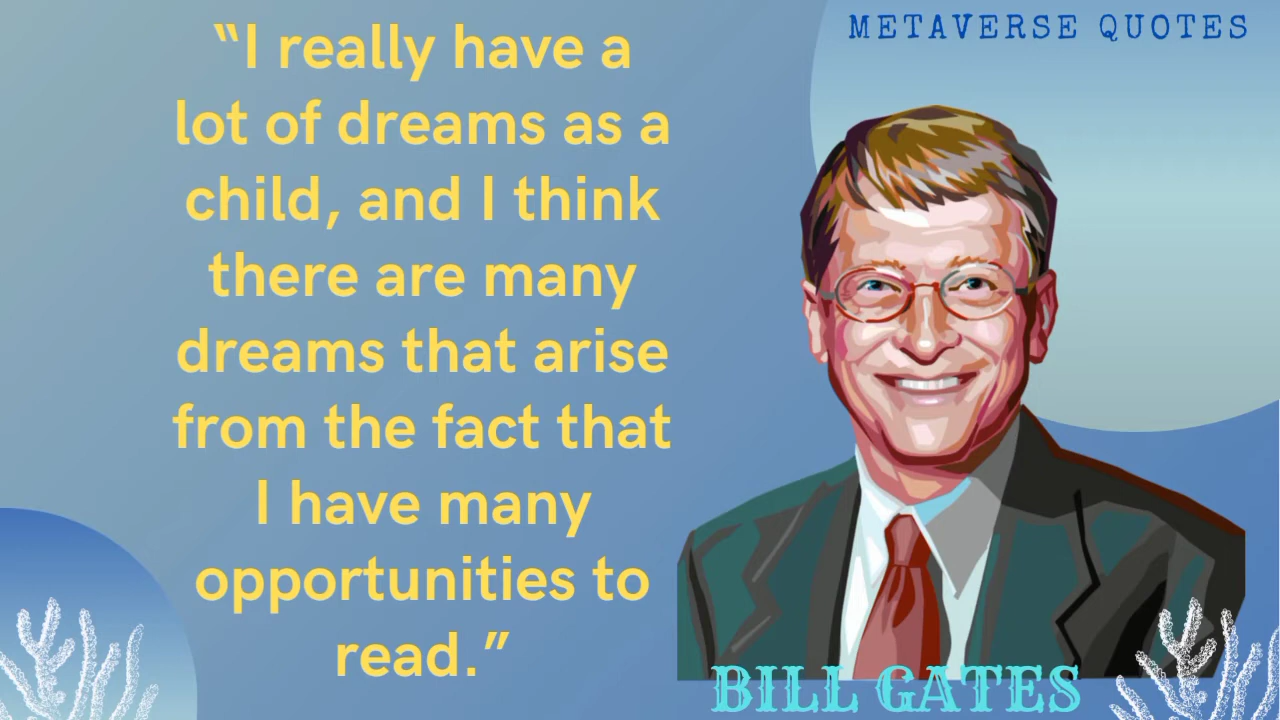 METAVERSE QUOTES
“I really have a
lot of dreams as a
child, and I think
there are many
dreams that arise
from the fact that
I have many
opportunities to
read.”
BILL GATES